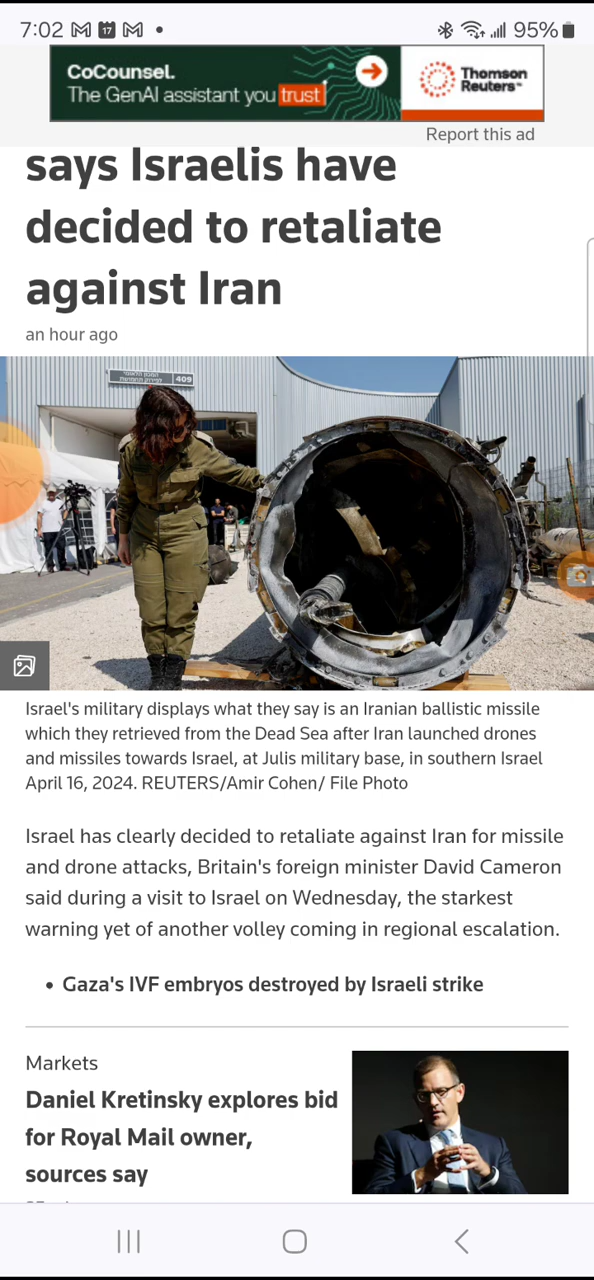 7:02
17
95%
CoCounsel.
The GenAI assistant you trust
Thomson
Reuters™
Report this ad
says Israelis have
decided to retaliate
against Iran
an hour ago
409
Israel's military displays what they say is an Iranian ballistic missile
which they retrieved from the Dead Sea after Iran launched drones
and missiles towards Israel, at Julis military base, in southern Israel
April 16, 2024. REUTERS/Amir Cohen/ File Photo
Israel has clearly decided to retaliate against Iran for missile
and drone attacks, Britain's foreign minister David Cameron
said during a visit to Israel on Wednesday, the starkest
warning yet of another volley coming in regional escalation.
• Gaza's IVF embryos destroyed by Israeli strike
Markets
Daniel Kretinsky explores bid
for Royal Mail owner,
sources say